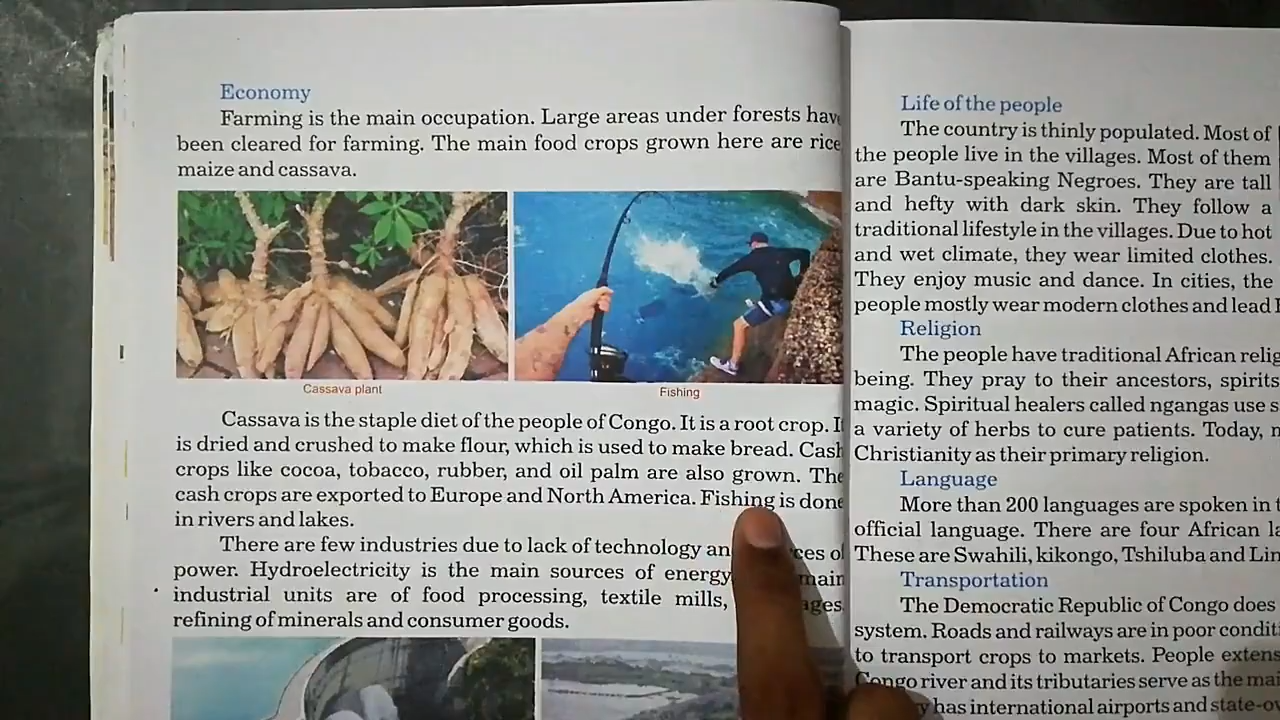 Economy
Farming is the main occupation. Large areas under forests have
been cleared for farming. The main food crops grown here are rice
maize and cassava.
Cassava plant
Fishing
Cassava is the staple diet of the people of Congo. It is a root crop. It
is dried and crushed to make flour, which is used to make bread. Cash
crops like cocoa, tobacco, rubber, and oil palm are also grown. The
cash crops are exported to Europe and North America. Fishing is done
in rivers and lakes.
There are few industries due to lack of technology an ces of
power. Hydroelectricity is the main sources of energy main
industrial units are of food processing, textile mills, ages
refining of minerals and consumer goods.
Life of the people
The country is thinly populated. Most of
the people live in the villages. Most of them
are Bantu-speaking Negroes. They are tall
and hefty with dark skin. They follow a
traditional lifestyle in the villages. Due to hot
and wet climate, they wear limited clothes.
They enjoy music and dance. In cities, the
people mostly wear modern clothes and lead
Religion
The people have traditional African relig
being. They pray to their ancestors, spirits
magic. Spiritual healers called ngangas use s
a variety of herbs to cure patients. Today,
Christianity as their primary religion.
Language
More than 200 languages are spoken in
official language. There are four African la
These are Swahili, kikongo, Tshiluba and Lin
Transportation
The Democratic Republic of Congo does
system. Roads and railways are in poor conditi
to transport crops to markets. People extens
Congo river and its tributaries serve as the mai
y has international airports and state-ov